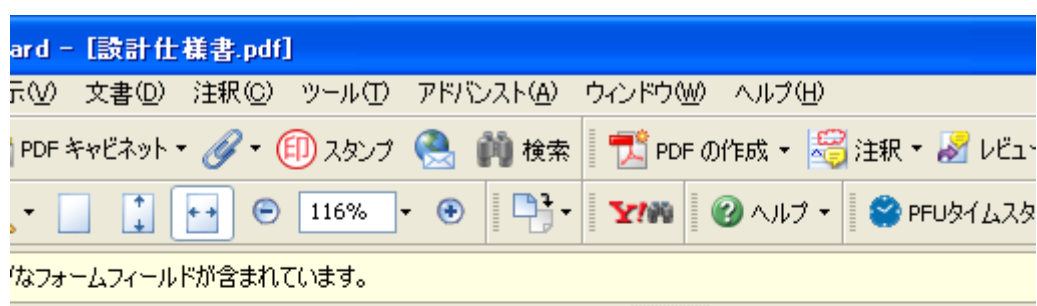 ard - [設計仕様書.pdf]
示(V) 文書(D) 注釈(C) ツール(T) アドバンスト(A) ウィンドウ(W) ヘルプ(H)
PDF キャビネット 印 スタンプ 検索 PDF の作成 注釈 レビュー
116% Y! ヘルプ PFUタイムスタ
なフォームフィールドが含まれています。